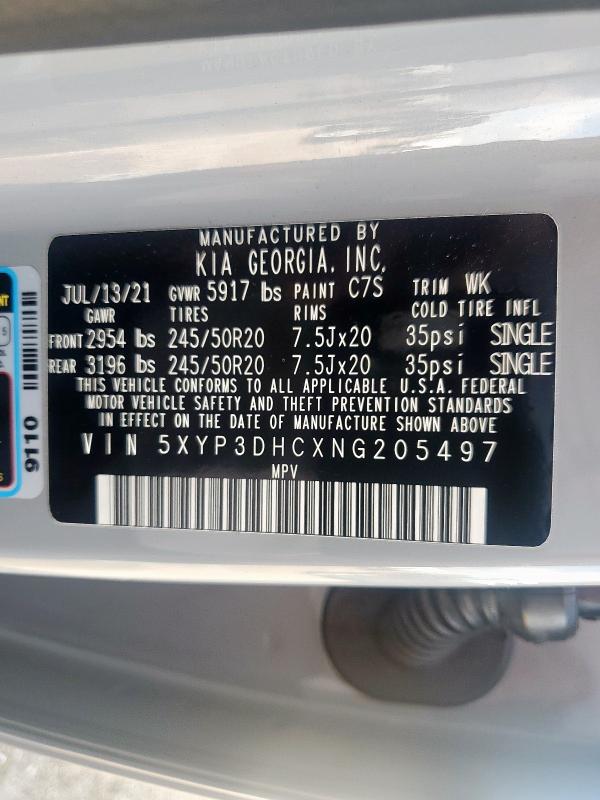 MANUFACTURED BY
KIA GEORGIA, INC.
JUL/13/21 GVWR 5917 lbs PAINT C7S TRIM WK
GAWR TIRES RIMS COLD TIRE INFL
FRONT 2954 lbs 245/50R20 7.5Jx20 35psi SINGLE
REAR 3196 lbs 245/50R20 7.5Jx20 35psi SINGLE
THIS VEHICLE CONFORMS TO ALL APPLICABLE U.S.A. FEDERAL
MOTOR VEHICLE SAFETY AND THEFT PREVENTION STANDARDS
IN EFFECT ON THE DATE OF MANUFACTURE SHOWN ABOVE
VIN 5XYP3DHCXNG205497
MPV
9110